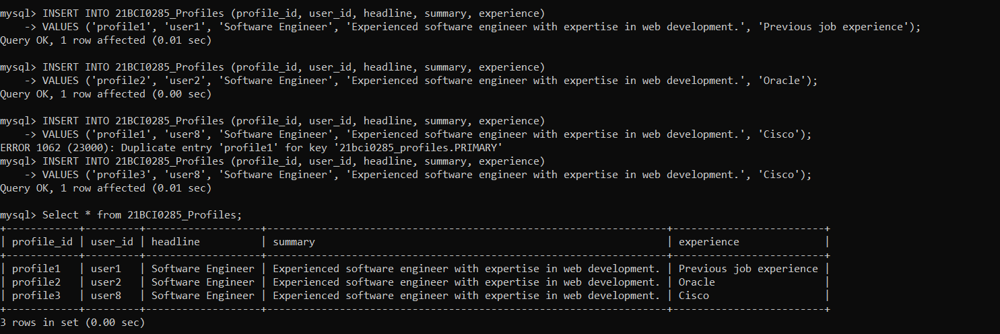 mysql> INSERT INTO 21BCI0285_Profiles (profile_id, user_id, headline, summary, experience)
    -> VALUES ('profile1', 'user1', 'Software Engineer', 'Experienced software engineer with expertise in web development.', 'Previous job experience');
Query OK, 1 row affected (0.01 sec)

mysql> INSERT INTO 21BCI0285_Profiles (profile_id, user_id, headline, summary, experience)
    -> VALUES ('profile2', 'user2', 'Software Engineer', 'Experienced software engineer with expertise in web development.', 'Oracle');
Query OK, 1 row affected (0.00 sec)

mysql> INSERT INTO 21BCI0285_Profiles (profile_id, user_id, headline, summary, experience)
    -> VALUES ('profile1', 'user8', 'Software Engineer', 'Experienced software engineer with expertise in web development.', 'Cisco');
ERROR 1062 (23000): Duplicate entry 'profile1' for key '21bci0285_profiles.PRIMARY'
mysql> INSERT INTO 21BCI0285_Profiles (profile_id, user_id, headline, summary, experience)
    -> VALUES ('profile3', 'user8', 'Software Engineer', 'Experienced software engineer with expertise in web development.', 'Cisco');
Query OK, 1 row affected (0.01 sec)

mysql> Select * from 21BCI0285_Profiles;
+------------+---------+-------------------+------------------------------------------------------------------+-------------------------+
| profile_id | user_id | headline          | summary                                                          | experience              |
+------------+---------+-------------------+------------------------------------------------------------------+-------------------------+
| profile1   | user1   | Software Engineer | Experienced software engineer with expertise in web development. | Previous job experience |
| profile2   | user2   | Software Engineer | Experienced software engineer with expertise in web development. | Oracle                  |
| profile3   | user8   | Software Engineer | Experienced software engineer with expertise in web development. | Cisco                   |
+------------+---------+-------------------+------------------------------------------------------------------+-------------------------+
3 rows in set (0.00 sec)